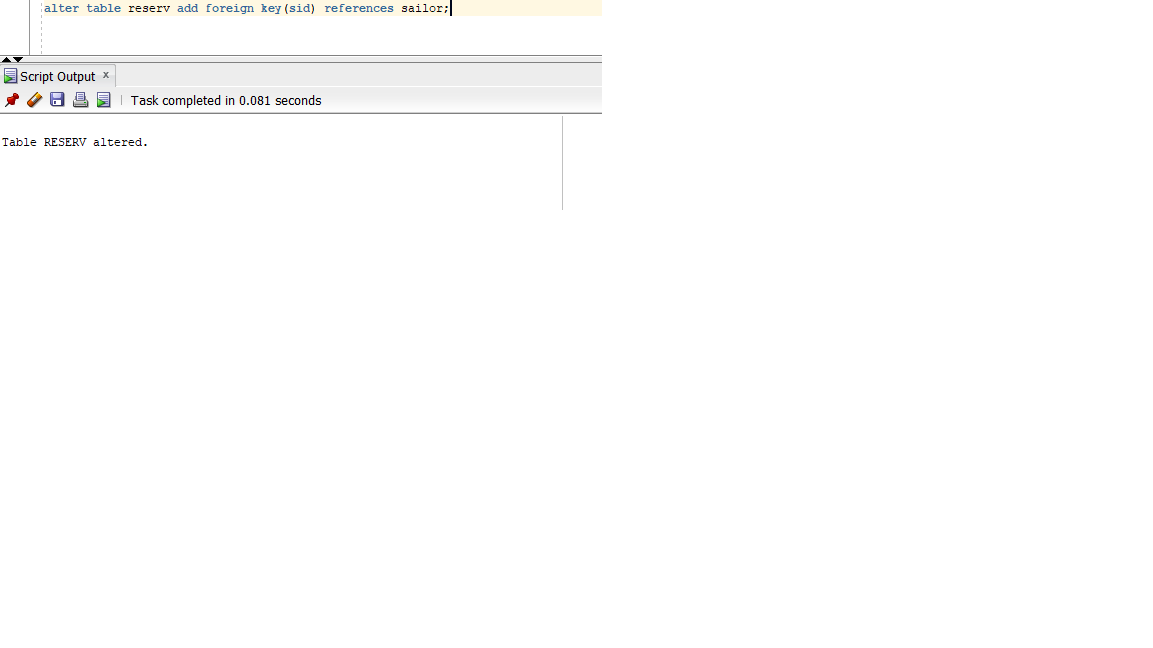 alter table reserv add foreign key(sid) references sailor;
Script Output x
Task completed in 0.081 seconds
Table RESERV altered.